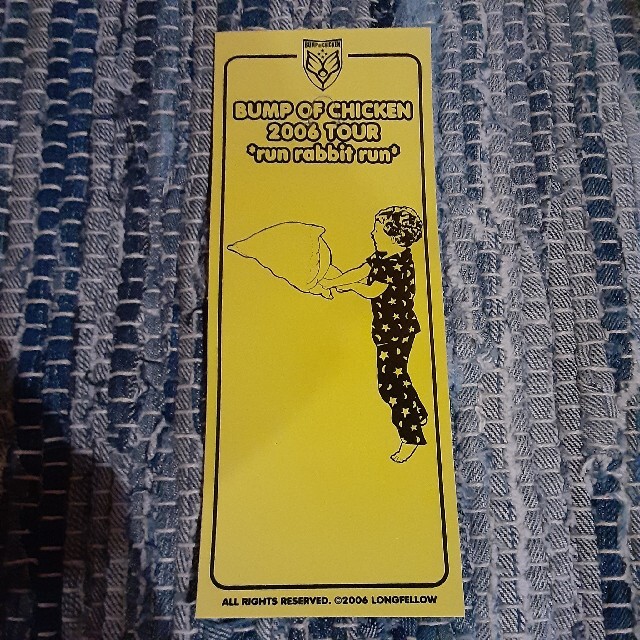 BUMP OF CHICKEN
BUMP OF CHICKEN
2006 TOUR
*run rabbit run*
ALL RIGHTS RESERVED. ©2006 LONGFELLOW